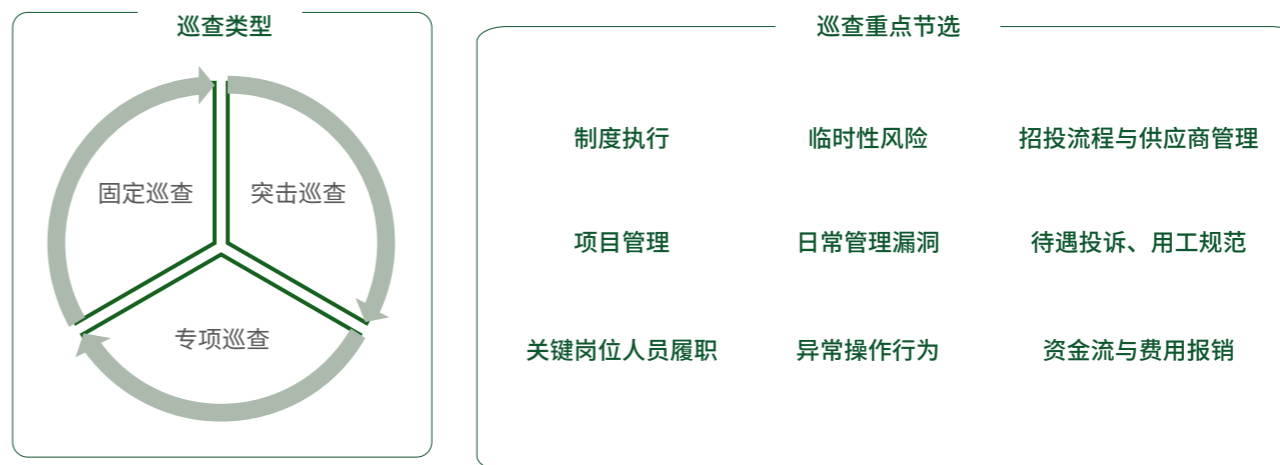 巡查类型
固定巡查
突击巡查
专项巡查
巡查重点节选
制度执行
临时性风险
招投流程与供应商管理
项目管理
日常管理漏洞
待遇投诉、用工规范
关键岗位人员履职
异常操作行为
资金流与费用报销